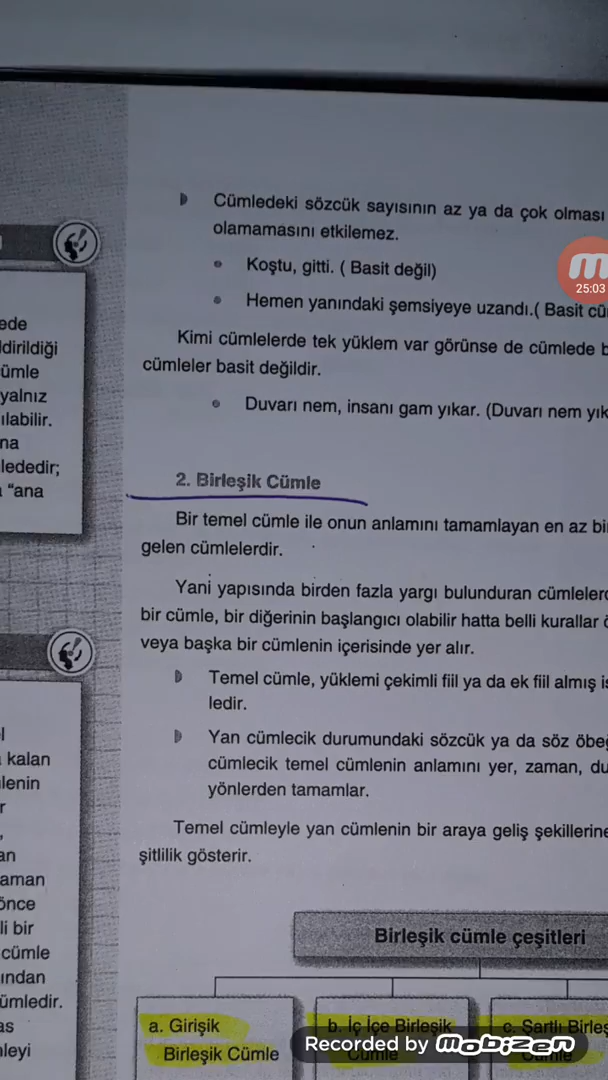 Cümledeki sözcük sayısının az ya da çok olması
olamamasını etkilemez.
Koştu, gitti. ( Basit değil)
25:03
Hemen yanındaki şemsiyeye uzandı.( Basit
Kimi cümlelerde tek yüklem var görünse de cümlede
cümleler basit değildir.
Duvarı nem, insanı gam yıkar. (Duvarı nem
2. Birleşik Cümle
Bir temel cümle ile onun anlamını tamamlayan en az
gelen cümlelerdir.
Yani yapısında birden fazla yargı bulunduran
bir cümle, bir diğerinin başlangıcı olabilir hatta belli kurallar
veya başka bir cümlenin içerisinde yer alır.
Temel cümle, yüklemi çekimli fiil ya da ek fiil almış
ledir.
Yan cümlecik durumundaki sözcük ya da söz
cümlecik temel cümlenin anlamını yer, zaman,
yönlerden tamamlar.
Temel cümleyle yan cümlenin bir araya geliş
şitlilik gösterir.
Birleşik cümle çeşitleri
a. Girişik
Birleşik Cümle
b. İç İçe Birleşik
Cümle
c. Şartlı
Cümle
Recorded by mobizen
ede
ldirildiği
ümle
yalnız
ılabilir.
na
lededir;
"ana
kalan
lenin
r
an
aman
önce
li bir
cümle
ından
ümledir.
as
nleyi